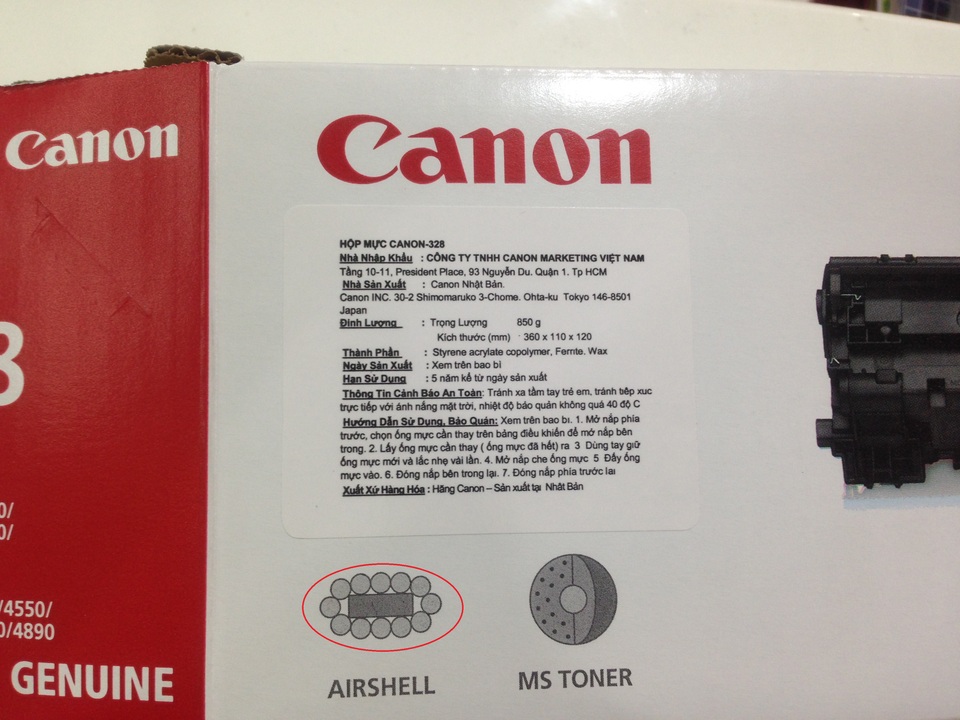 Canon
3
0/
0/
/4550/
0/4890
GENUINE
Canon
HỘP MỰC CANON-328
Nhà Nhập Khẩu : CÔNG TY TNHH CANON MARKETING VIỆT NAM
Tầng 10-11, President Place, 93 Nguyễn Du. Quận 1. Tp HCM
Nhà Sản Xuất : Canon Nhật Bản.
Canon INC. 30-2 Shimomaruko 3-Chome. Ohta-ku Tokyo 146-8501
Japan
Định Lượng : Trọng Lượng 850 g
Kích thước (mm) 360 x 110 x 120
Thành Phần : Styrene acrylate copolymer, Ferrite. Wax
Ngày Sản Xuất : Xem trên bao bì
Hạn Sử Dụng : 5 năm kể từ ngày sản xuất
Thông Tin Cảnh Báo An Toàn: Tránh xa tầm tay trẻ em, tránh tiếp xúc
trực tiếp với ánh nắng mặt trời, nhiệt độ bảo quản không quá 40 độ C
Hướng Dẫn Sử Dụng, Bảo Quản: Xem trên bao bì. 1. Mở nắp phía
trước, chọn ống mực cần thay trên bảng điều khiển để mở nắp bên
trong. 2. Lấy ống mực cần thay ( ống mực đã hết) ra 3 Dùng tay giữ
ống mực mới và lắc nhẹ vài lần. 4. Mở nắp che ống mực 5 Đẩy ống
mực vào. 6. Đóng nắp bên trong lại. 7. Đóng nắp phía trước lại
Xuất Xứ Hàng Hóa : Hãng Canon – Sản xuất tại Nhật Bản
AIRSHELL
MS TONER